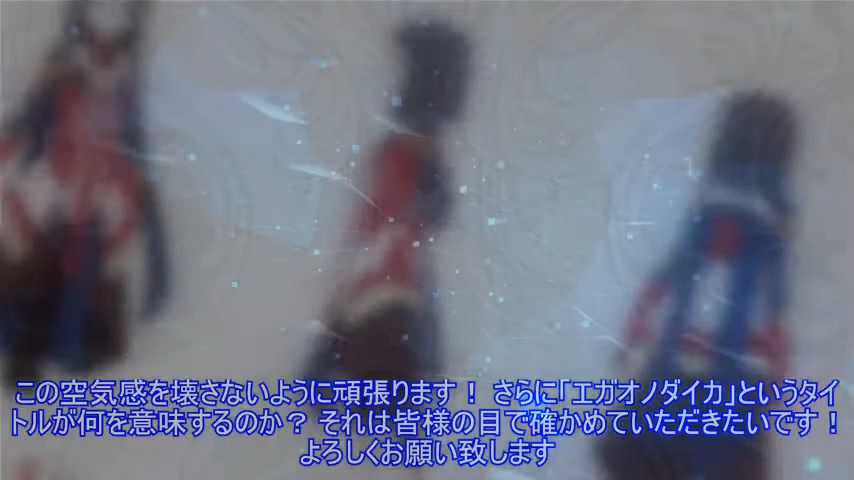 この空気感を壊さないように頑張ります！ さらに「エガオノダイカ」というタイ
トルが何を意味するのか？ それは皆様の目で確かめていただきたいです！
よろしくお願い致します